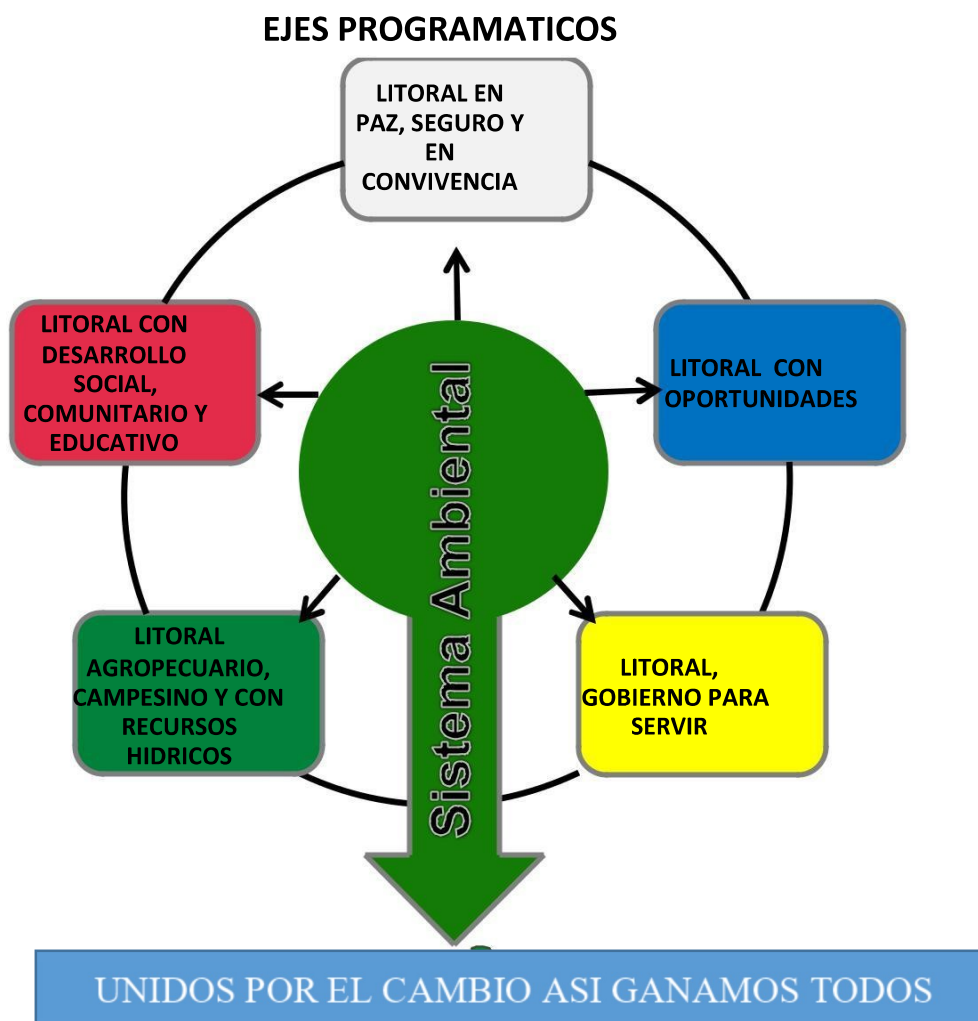 EJES PROGRAMATICOS
LITORAL EN
PAZ, SEGURO Y
EN
CONVIVENCIA
LITORAL CON
DESARROLLO
SOCIAL,
COMUNITARIO Y
EDUCATIVO
LITORAL CON
OPORTUNIDADES
Sistema Ambiental
LITORAL
AGROPECUARIO,
CAMPESINO Y CON
RECURSOS
HIDRICOS
LITORAL,
GOBIERNO PARA
SERVIR
UNIDOS POR EL CAMBIO ASI GANAMOS TODOS